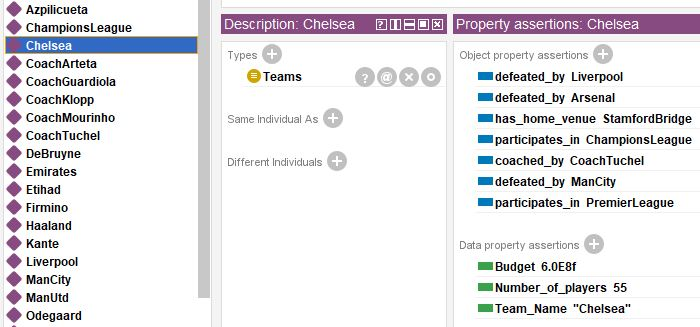 Azpilicueta
ChampionsLeague
Chelsea
CoachArteta
CoachGuardiola
CoachKlopp
CoachMourinho
CoachTuchel
DeBruyne
Emirates
Etihad
Firmino
Haaland
Kante
Liverpool
ManCity
ManUtd
Odegaard
Description: Chelsea
Types
Teams
Same Individual As
Different Individuals
Property assertions: Chelsea
Object property assertions
defeated_by Liverpool
defeated_by Arsenal
has_home_venue StamfordBridge
participates_in ChampionsLeague
coached_by CoachTuchel
defeated_by ManCity
participates_in PremierLeague
Data property assertions
Budget 6.0E8f
Number_of_players 55
Team_Name "Chelsea"